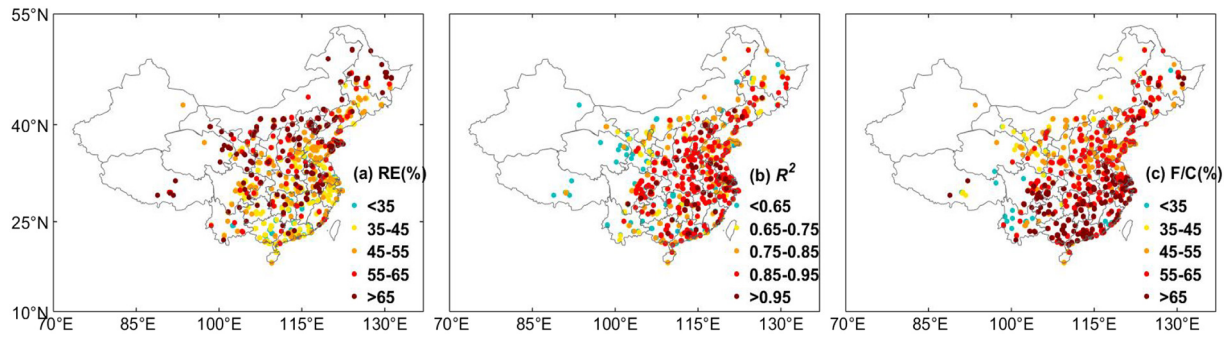 55°N
40°N
25°N
10°N
(a) RE(%)
<35
35-45
45-55
55-65
>65
70°E 85°E 100°E 115°E 130°E
(b) R²
<0.65
0.65-0.75
0.75-0.85
0.85-0.95
>0.95
70°E 85°E 100°E 115°E 130°E
(c) F/C(%)
<35
35-45
45-55
55-65
>65
70°E 85°E 100°E 115°E 130°E